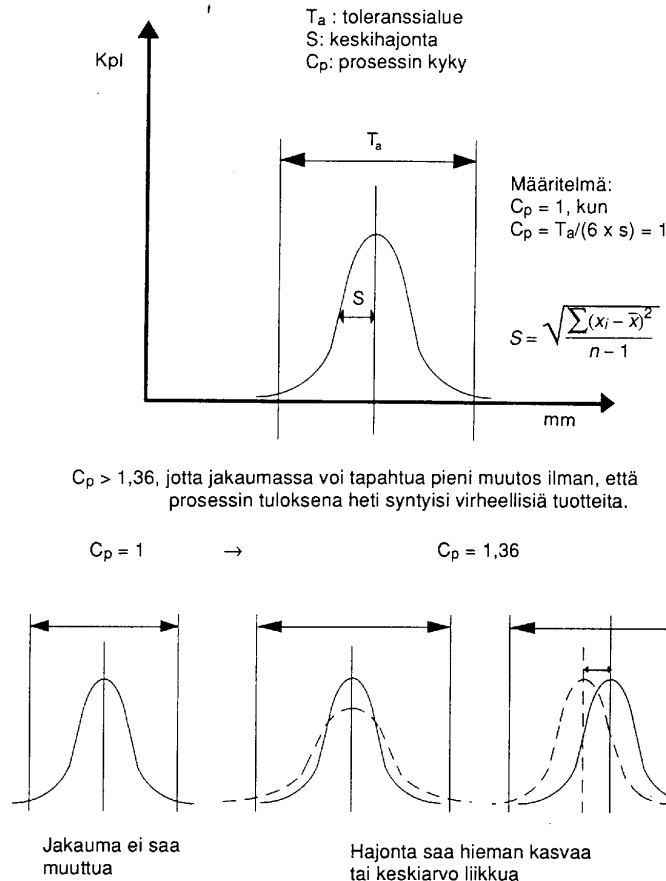 Ta : toleranssialue
S: keskihajonta
Cp: prosessin kyky
Kpl
Ta
Määritelmä:
Cp = 1, kun
Cp = Ta/(6 x s) = 1
S
S = √(∑(xi – x̄)² / (n – 1))
mm
Cp > 1,36, jotta jakaumassa voi tapahtua pieni muutos ilman, että
prosessin tuloksena heti syntyisi virheellisiä tuotteita.
Cp = 1 → Cp = 1,36
Jakauma ei saa
muuttua
Hajonta saa hieman kasvaa
tai keskiarvo liikkua